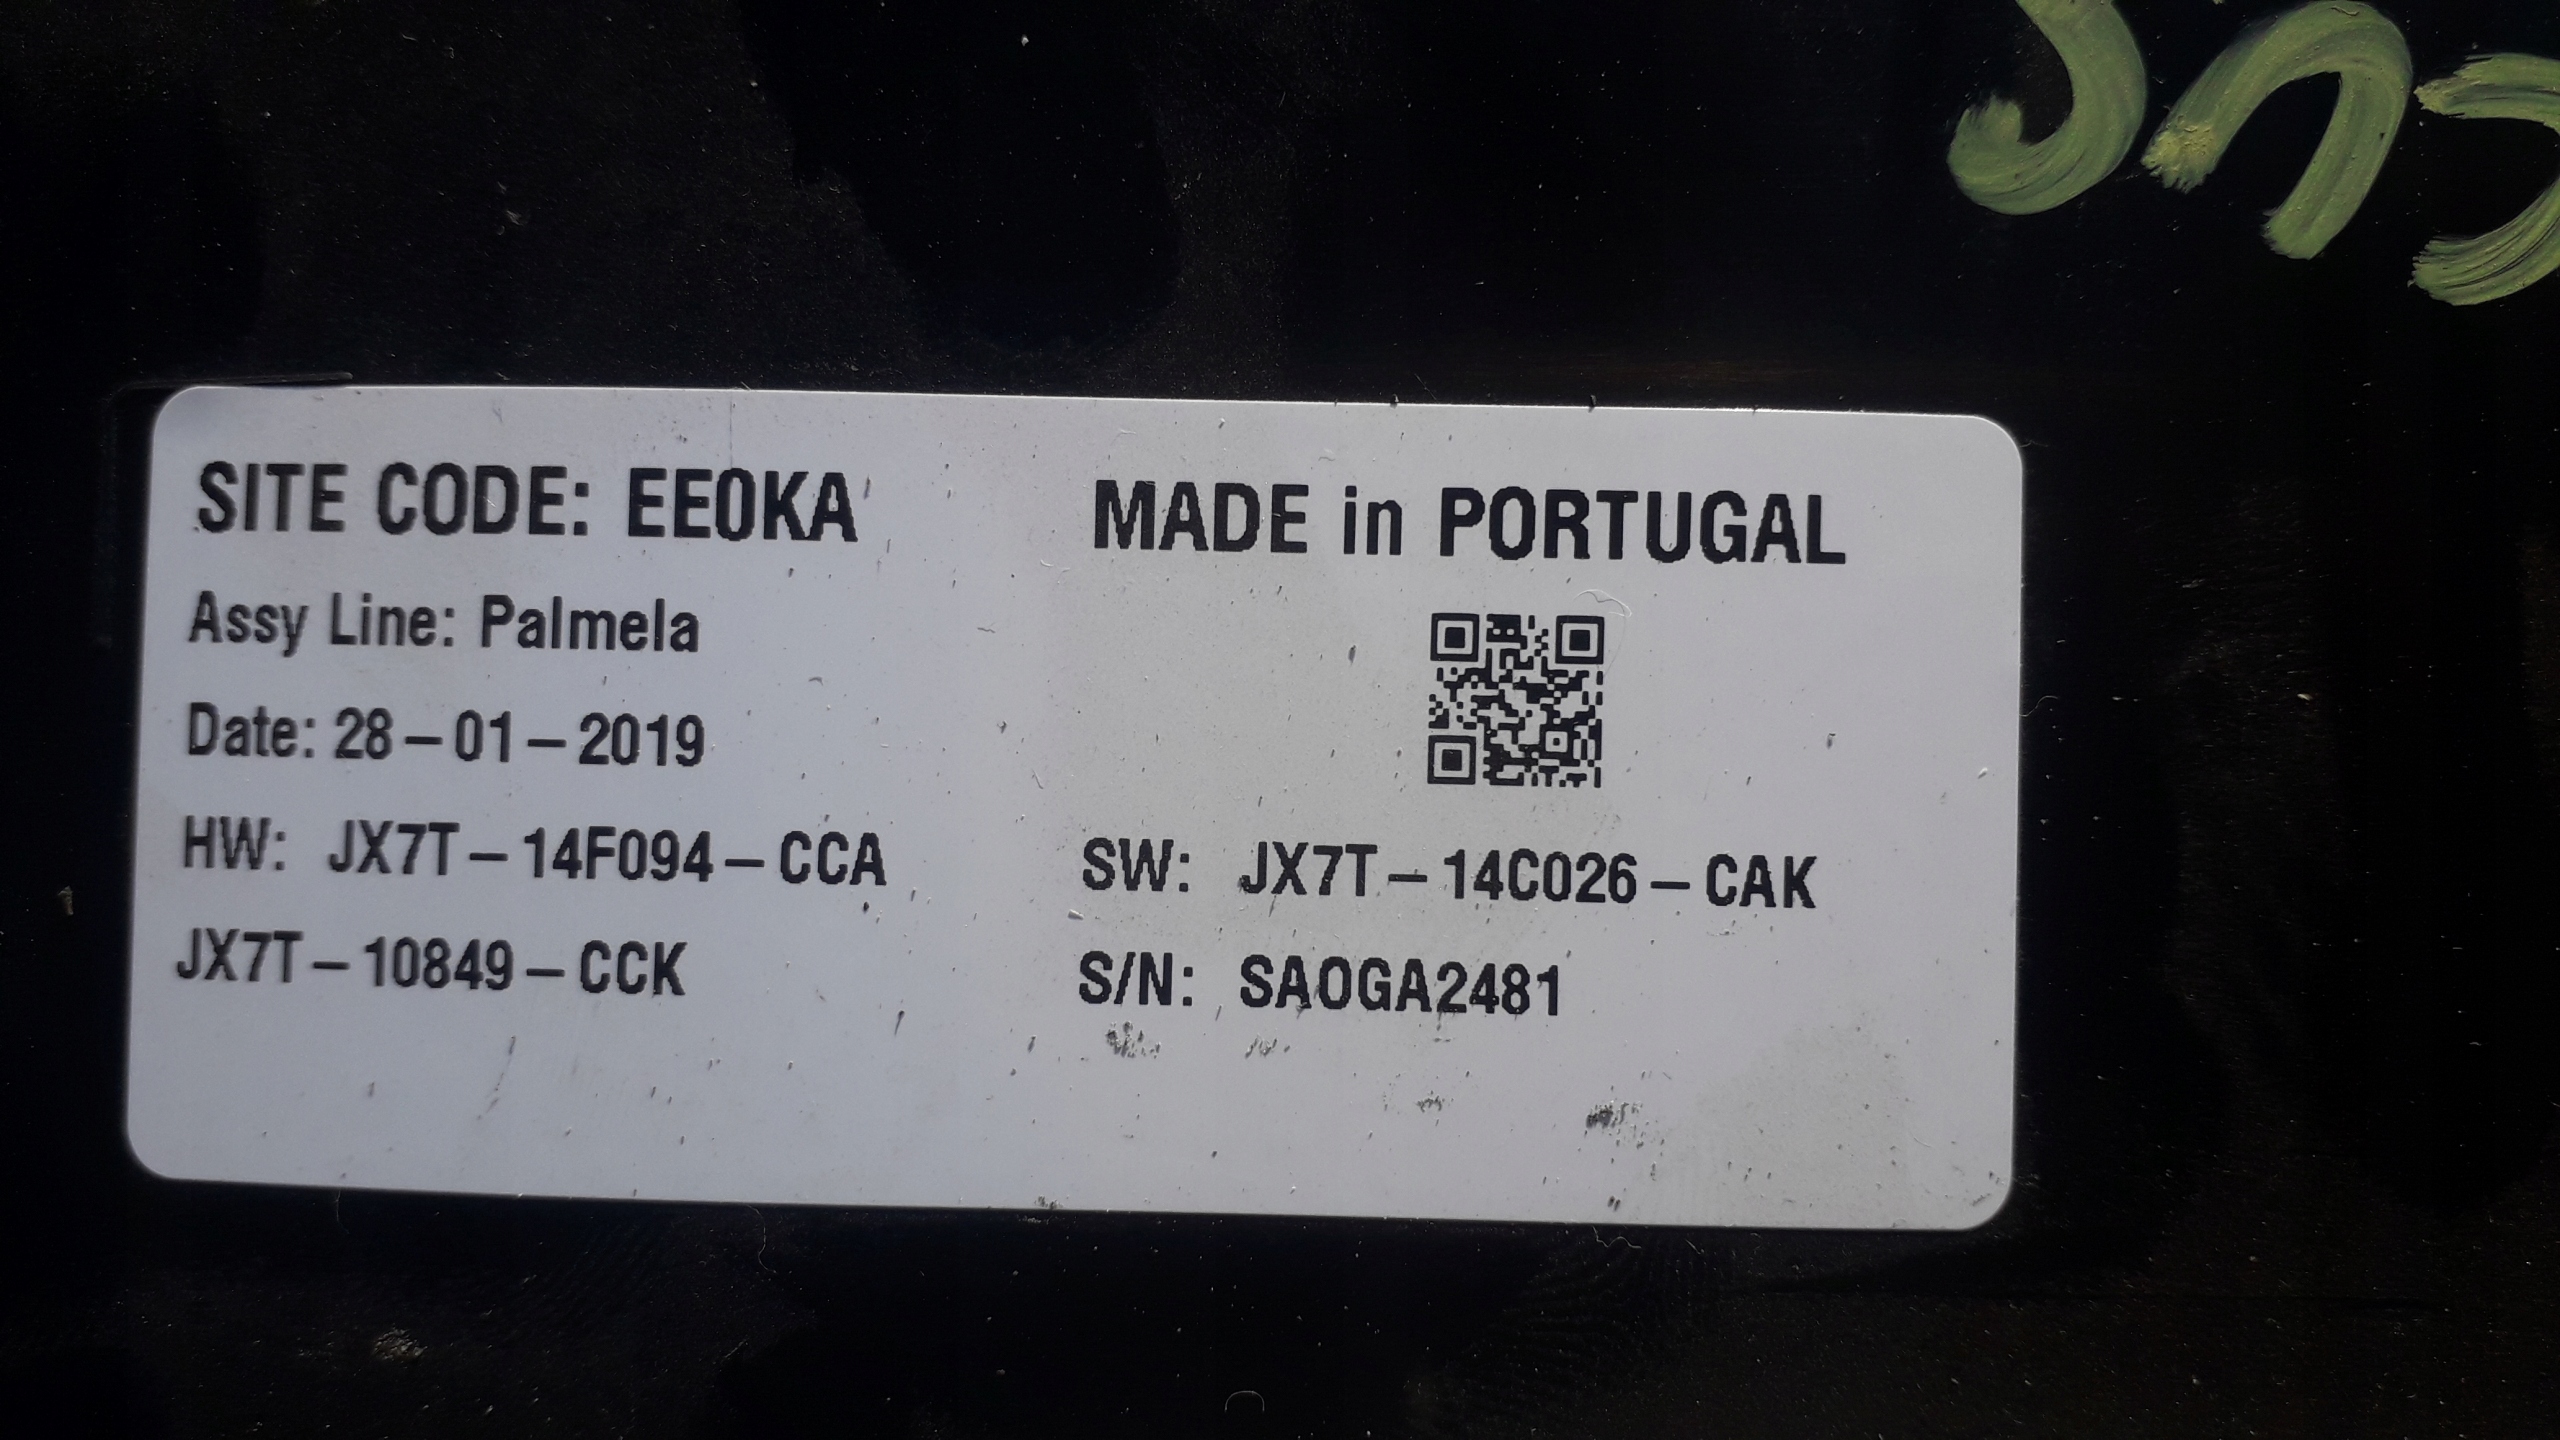 SITE CODE: EE0KA
MADE in PORTUGAL
Assy Line: Palmela
Date: 28-01-2019
HW: JX7T-14F094-CCA
SW: JX7T-14C026-CAK
JX7T-10849-CCK
S/N: SA0GA2481